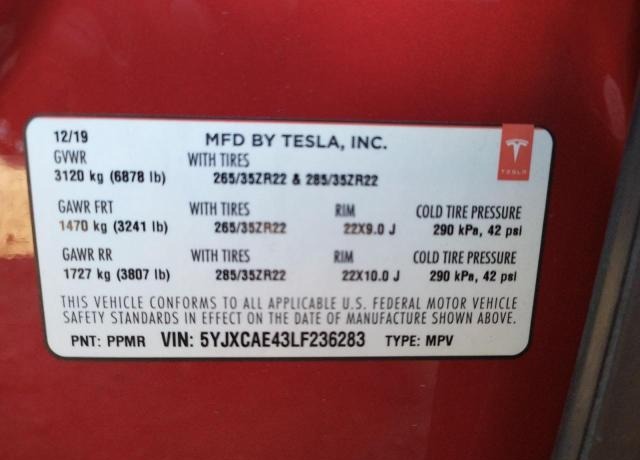 12/19 MFD BY TESLA, INC.
TESLA
GVWR WITH TIRES
3120 kg (6878 lb) 265/35ZR22 & 285/35ZR22
GAWR FRT WITH TIRES RIM COLD TIRE PRESSURE
1470 kg (3241 lb) 265/35ZR22 22X9.0 J 290 kPa, 42 psi
GAWR RR WITH TIRES RIM COLD TIRE PRESSURE
1727 kg (3807 lb) 285/35ZR22 22X10.0 J 290 kPa, 42 psi
THIS VEHICLE CONFORMS TO ALL APPLICABLE U.S. FEDERAL MOTOR VEHICLE
SAFETY STANDARDS IN EFFECT ON THE DATE OF MANUFACTURE SHOWN ABOVE.
PNT: PPMR VIN: 5YJXCAE43LF236283 TYPE: MPV